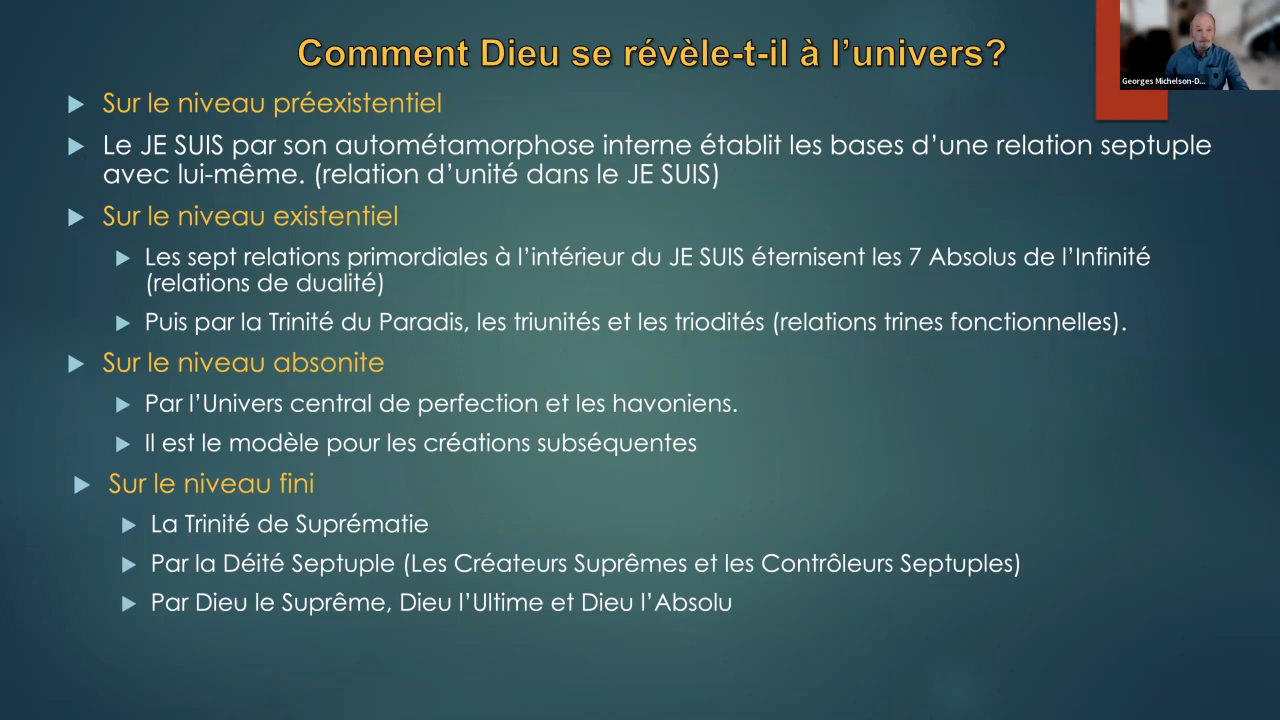 Comment Dieu se révèle-t-il à l’univers?
Georges Michelson-D...
Sur le niveau préexistentiel
Le JE SUIS par son autométamorphose interne établit les bases d’une relation septuple
avec lui-même. (relation d’unité dans le JE SUIS)
Sur le niveau existentiel
Les sept relations primordiales à l’intérieur du JE SUIS éternisent les 7 Absolus de l’Infinité
(relations de dualité)
Puis par la Trinité du Paradis, les triunités et les triodités (relations trines fonctionnelles).
Sur le niveau absonite
Par l’Univers central de perfection et les havoniens.
Il est le modèle pour les créations subséquentes
Sur le niveau fini
La Trinité de Suprématie
Par la Déité Septuple (Les Créateurs Suprêmes et les Contrôleurs Septuples)
Par Dieu le Suprême, Dieu l’Ultime et Dieu l’Absolu